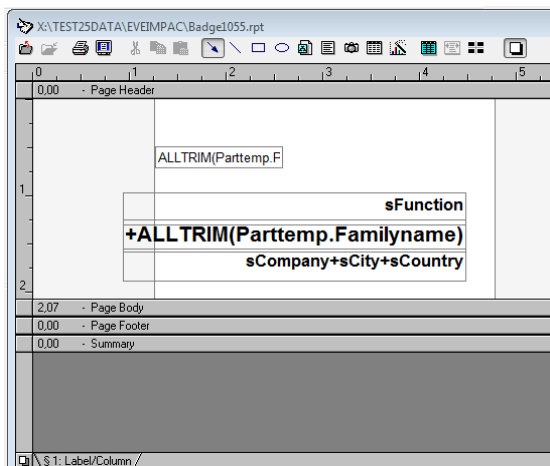 X:\TEST25DATA\EVEIMPAC\Badge1055.rpt
0 1 2 3 4 5
0,00 - Page Header
ALLTRIM(Parttemp.F
1
sFunction
+ALLTRIM(Parttemp.Familyname)
sCompany+sCity+sCountry
2
2,07 - Page Body
0,00 - Page Footer
0,00 - Summary
§ 1: Label/Column